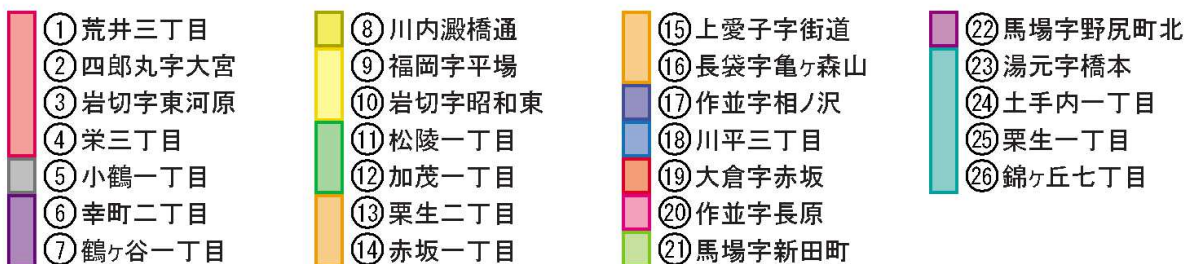 ①荒井三丁目
②四郎丸字大宮
③岩切字東河原
④栄三丁目
⑤小鶴一丁目
⑥幸町二丁目
⑦鶴ヶ谷一丁目
⑧川内澱橋通
⑨福岡字平場
⑩岩切字昭和東
⑪松陵一丁目
⑫加茂一丁目
⑬栗生二丁目
⑭赤坂一丁目
⑮上愛子字街道
⑯長袋字亀ヶ森山
⑰作並字相ノ沢
⑱川平三丁目
⑲大倉字赤坂
⑳作並字長原
㉑馬場字新田町
㉒馬場字野尻町北
㉓湯元字橋本
㉔土手内一丁目
㉕栗生一丁目
㉖錦ヶ丘七丁目